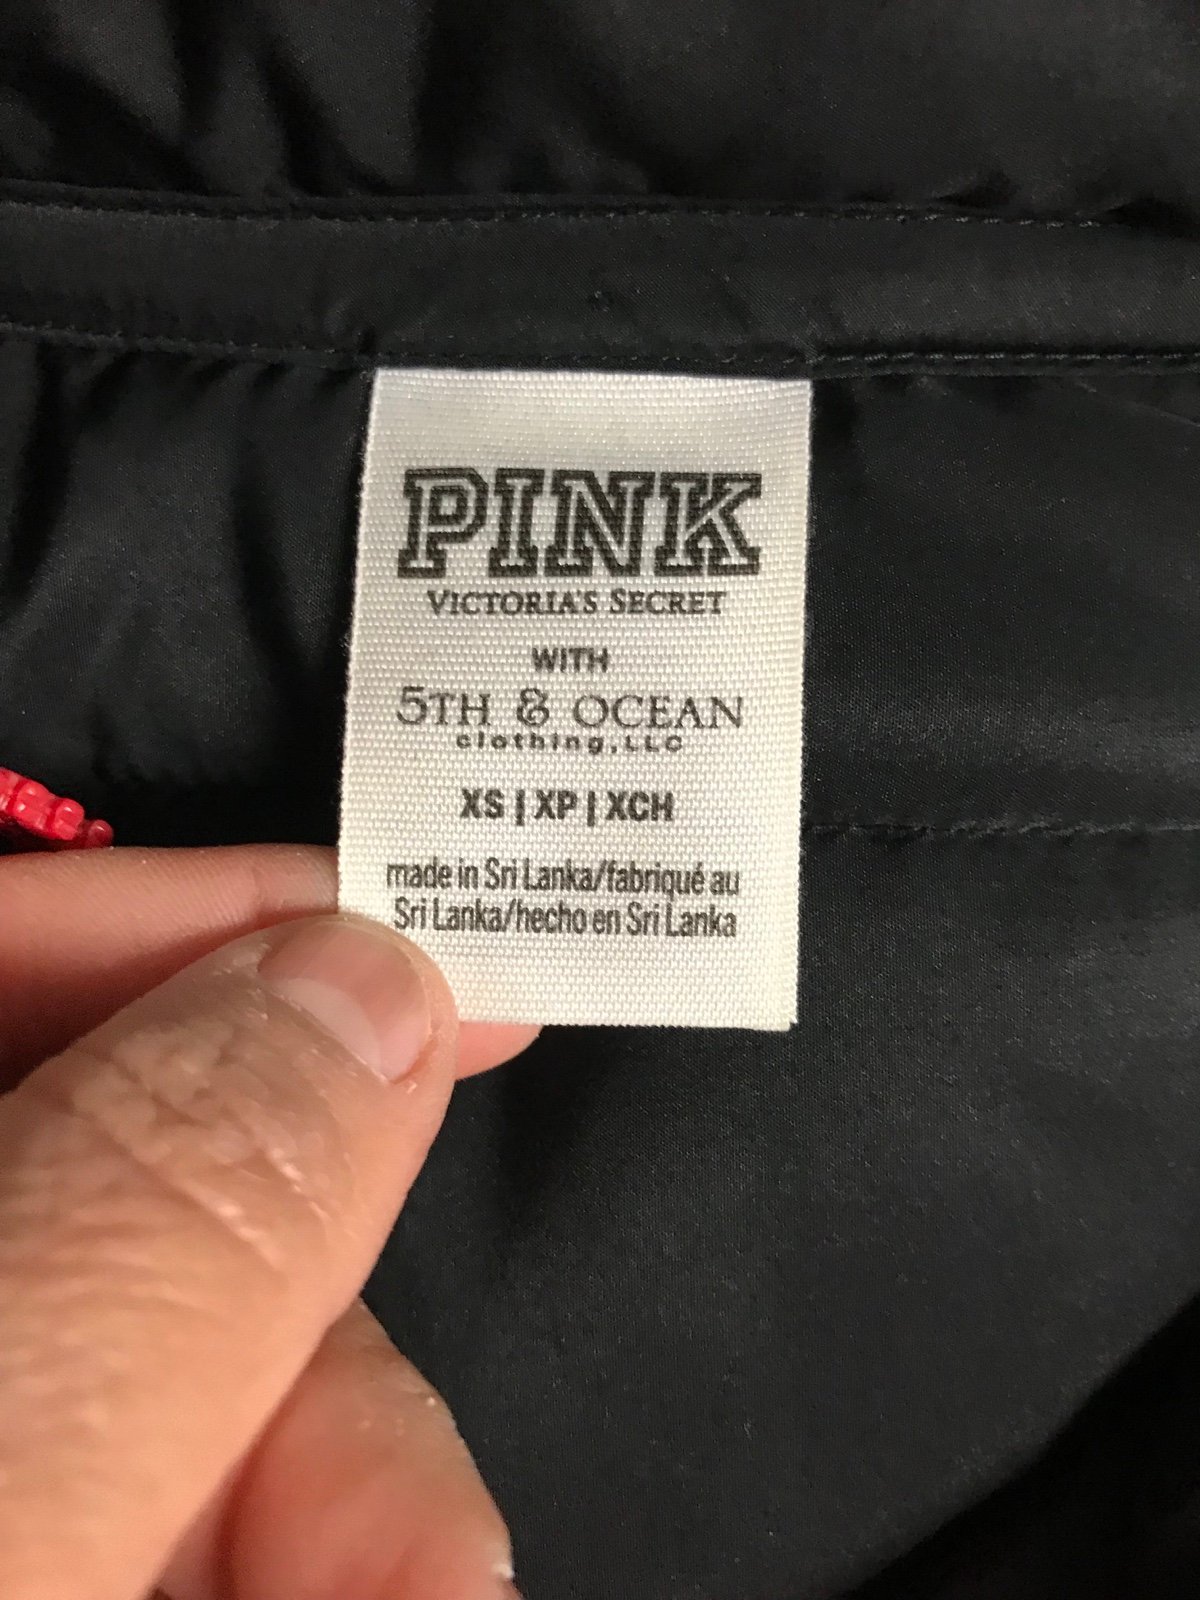 PINK
VICTORIA'S SECRET
WITH
5TH & OCEAN
clothing,LLC
XS | XP | XCH
made in Sri Lanka/fabriqué au
Sri Lanka/hecho en Sri Lanka